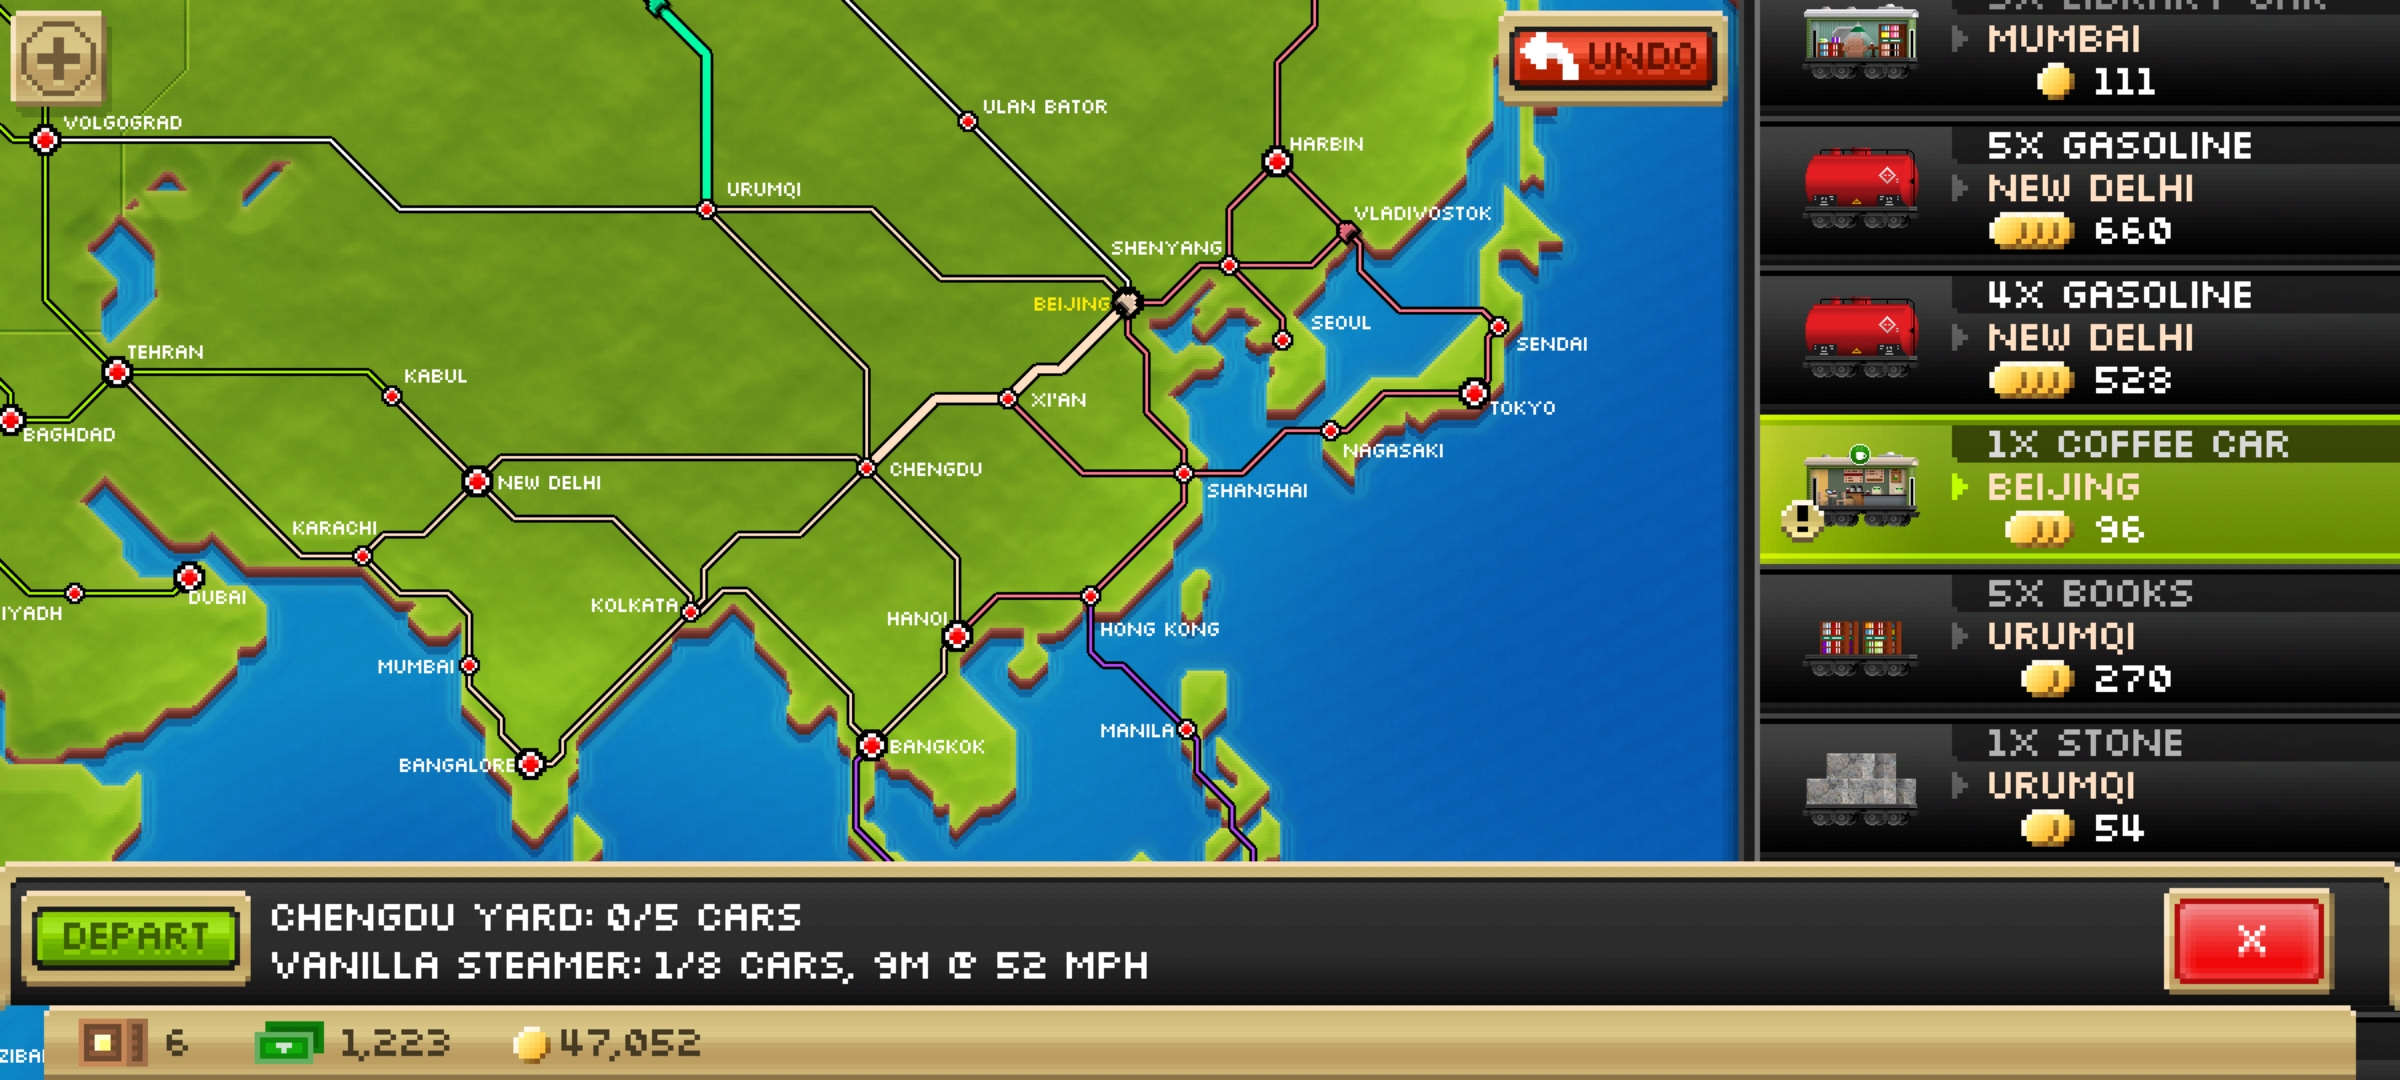 ULAN BATOR
UNDO
VOLGOGRAD
URUMQI
HARBIN
VLADIVOSTOK
SHENYANG
BEIJING
SEOUL
SENDAI
TEHRAN
KABUL
XI'AN
TOKYO
BAGHDAD
NAGASAKI
NEW DELHI
CHENGDU
SHANGHAI
KARACHI
DUBAI
IYADH
KOLKATA
HANOI
HONG KONG
MUMBAI
MANILA
BANGALORE
BANGKOK
5X LIBRARY CAR
MUMBAI
111
5X GASOLINE
NEW DELHI
660
4X GASOLINE
NEW DELHI
528
1X COFFEE CAR
BEIJING
96
5X BOOKS
URUMQI
270
1X STONE
URUMQI
54
DEPART
CHENGDU YARD: 0/5 CARS
VANILLA STEAMER: 1/8 CARS, 9M @ 52 MPH
X
ZIBA
6
1,223
47,052